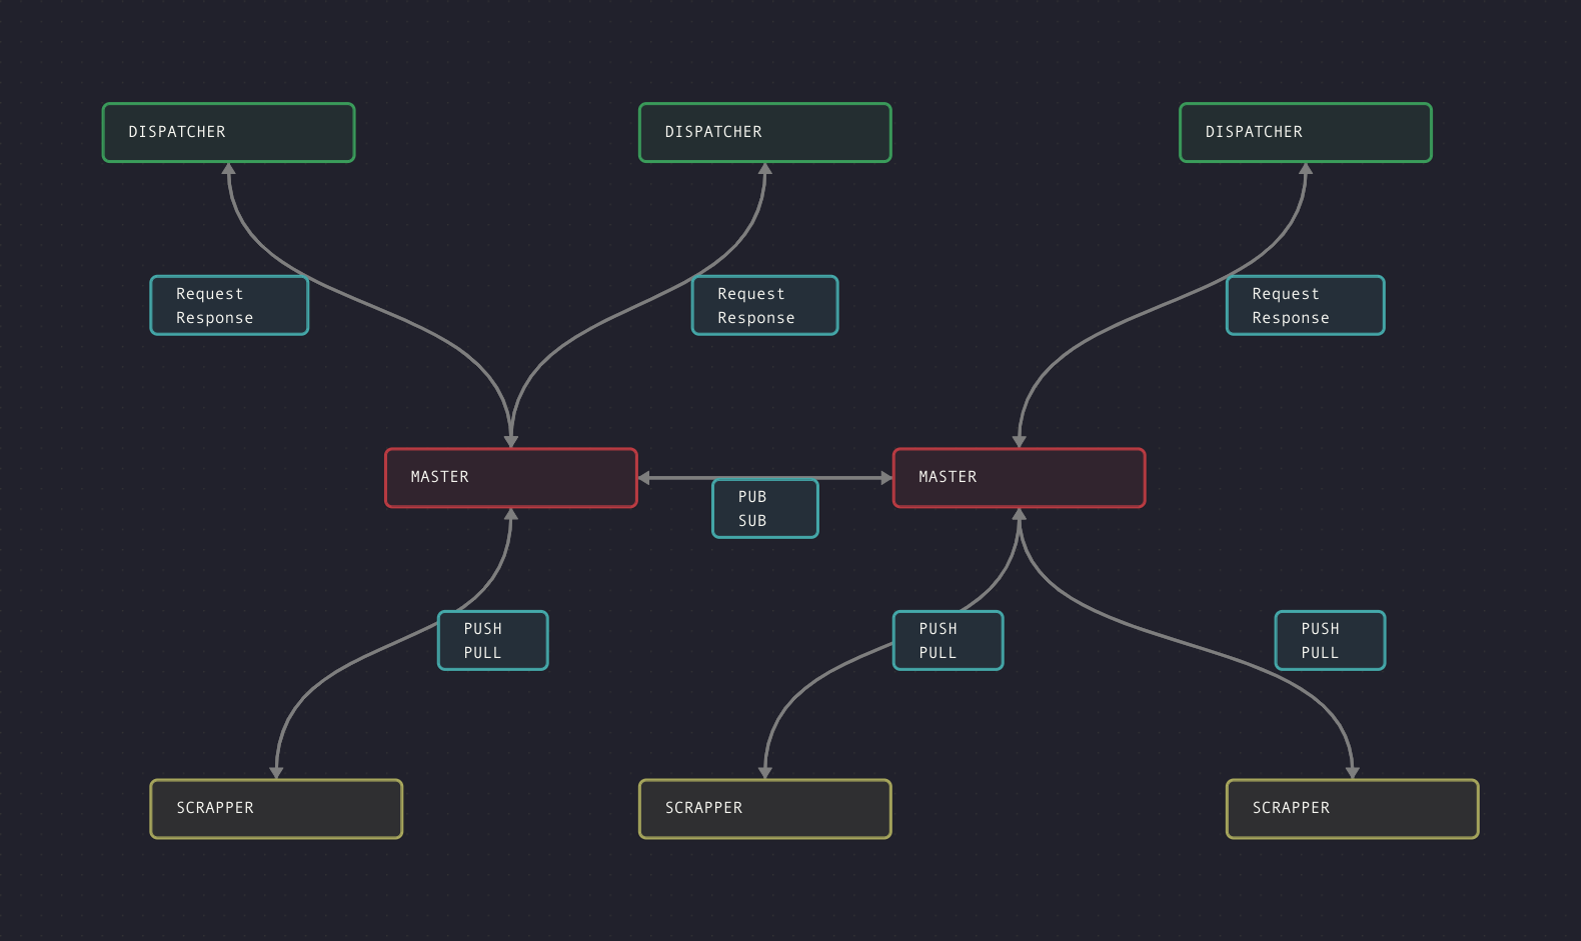 DISPATCHER
DISPATCHER
DISPATCHER
Request
Response
Request
Response
Request
Response
MASTER
MASTER
PUB
SUB
PUSH
PULL
PUSH
PULL
PUSH
PULL
SCRAPPER
SCRAPPER
SCRAPPER